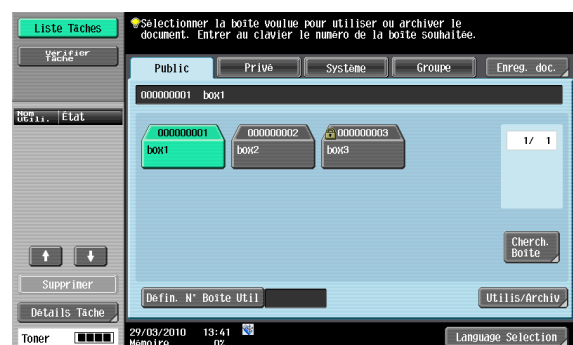 Liste Tâches
Sélectionner la boîte voulue pour utiliser ou archiver le
document. Entrer au clavier le numéro de la boîte souhaitée.
Vérifier
Tâche
Public
Privé
Système
Groupe
Enreg. doc.
000000001 box1
Nom
Utili.
État
000000001
box1
000000002
box2
000000003
box3
1/ 1
Cherch.
Boîte
Supprimer
Défin. N° Boîte Util
Utilis/Archiv
Détails Tâche
Toner
29/03/2010 13:41
Mémoire 0%
Language Selection